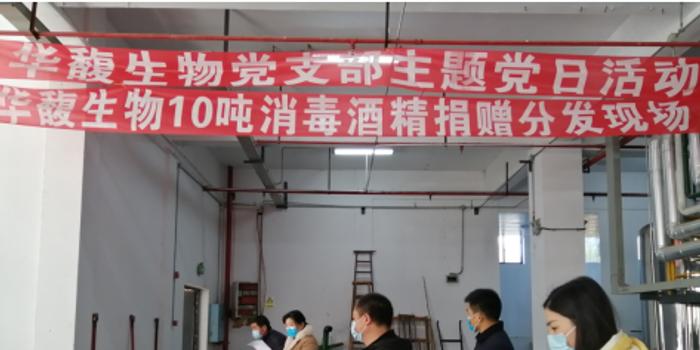 华馥生物党支部主题党日活动
华馥生物10吨消毒酒精捐赠分发现场